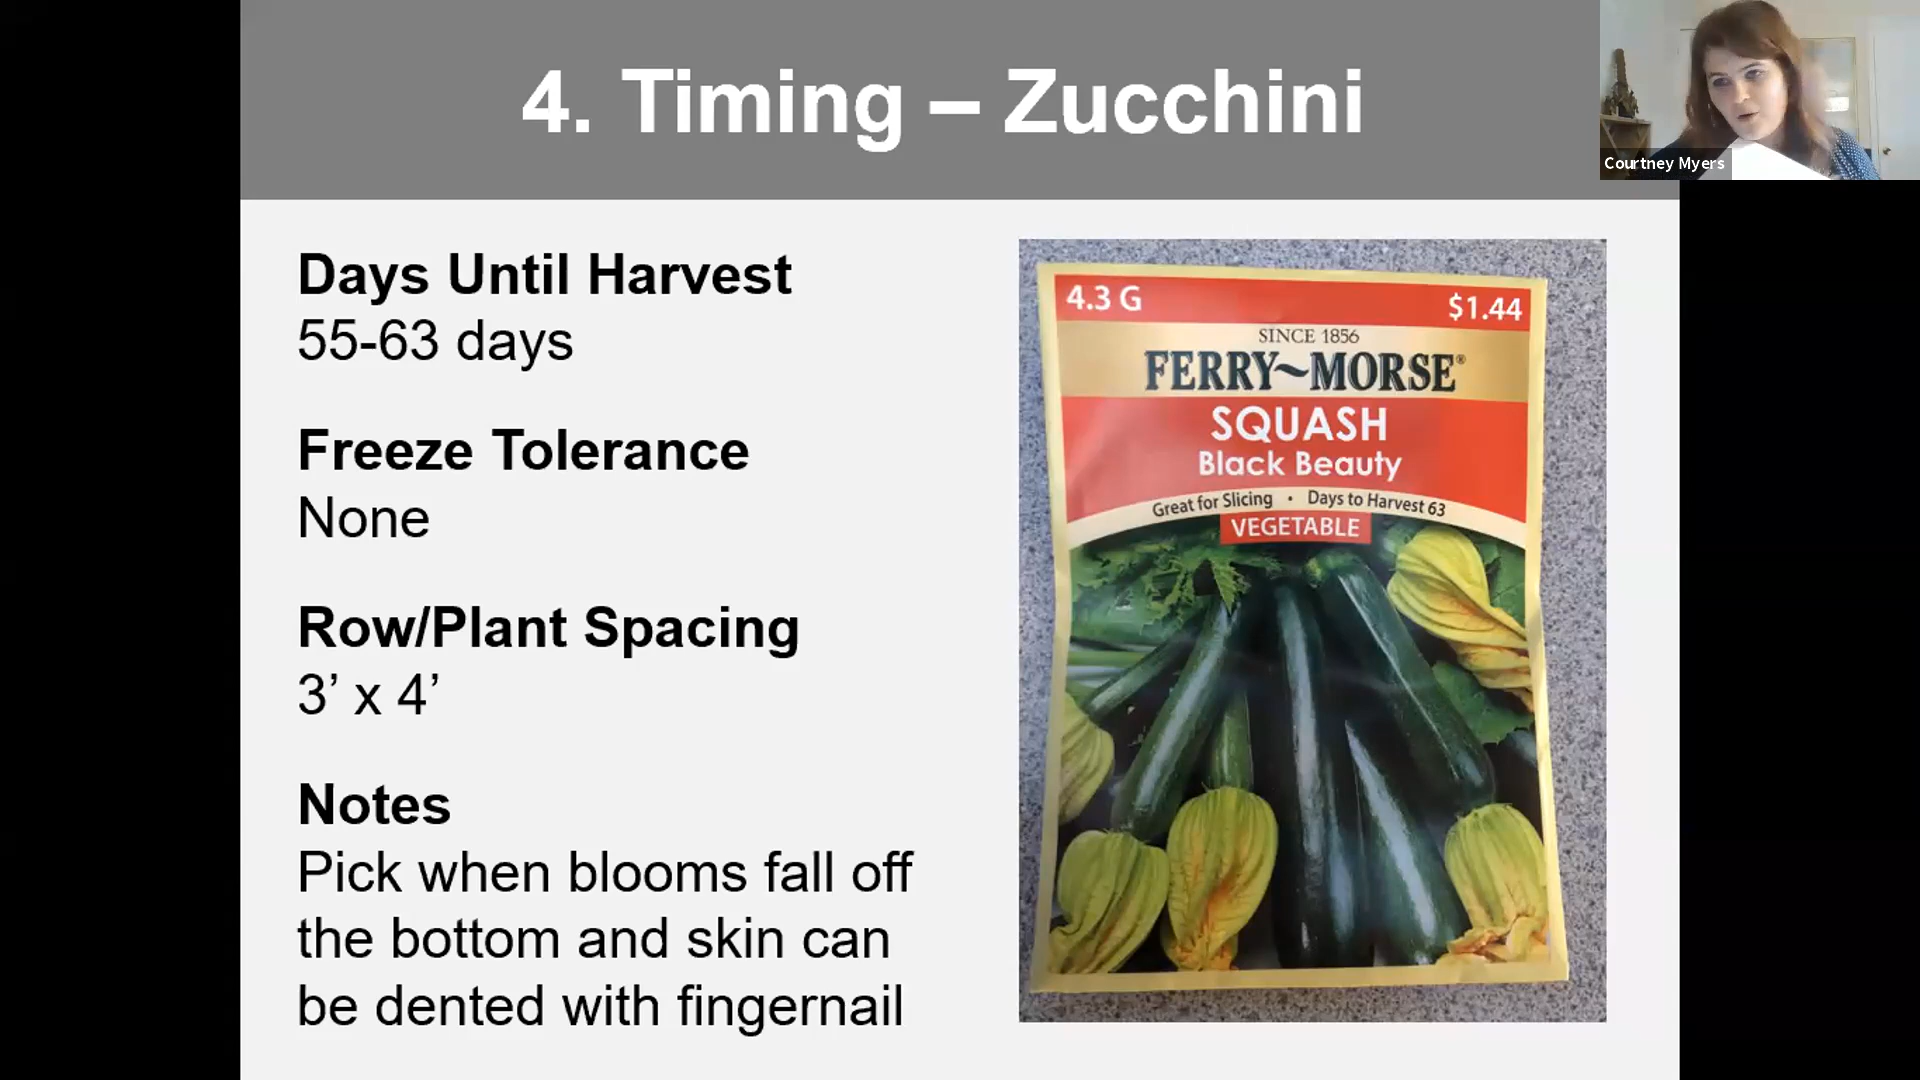 4. Timing – Zucchini
Courtney Myers
Days Until Harvest
55-63 days
Freeze Tolerance
None
Row/Plant Spacing
3’ x 4’
Notes
Pick when blooms fall off
the bottom and skin can
be dented with fingernail
4.3 G
$1.44
SINCE 1856
FERRY~MORSE®
SQUASH
Black Beauty
Great for Slicing • Days to Harvest 63
VEGETABLE